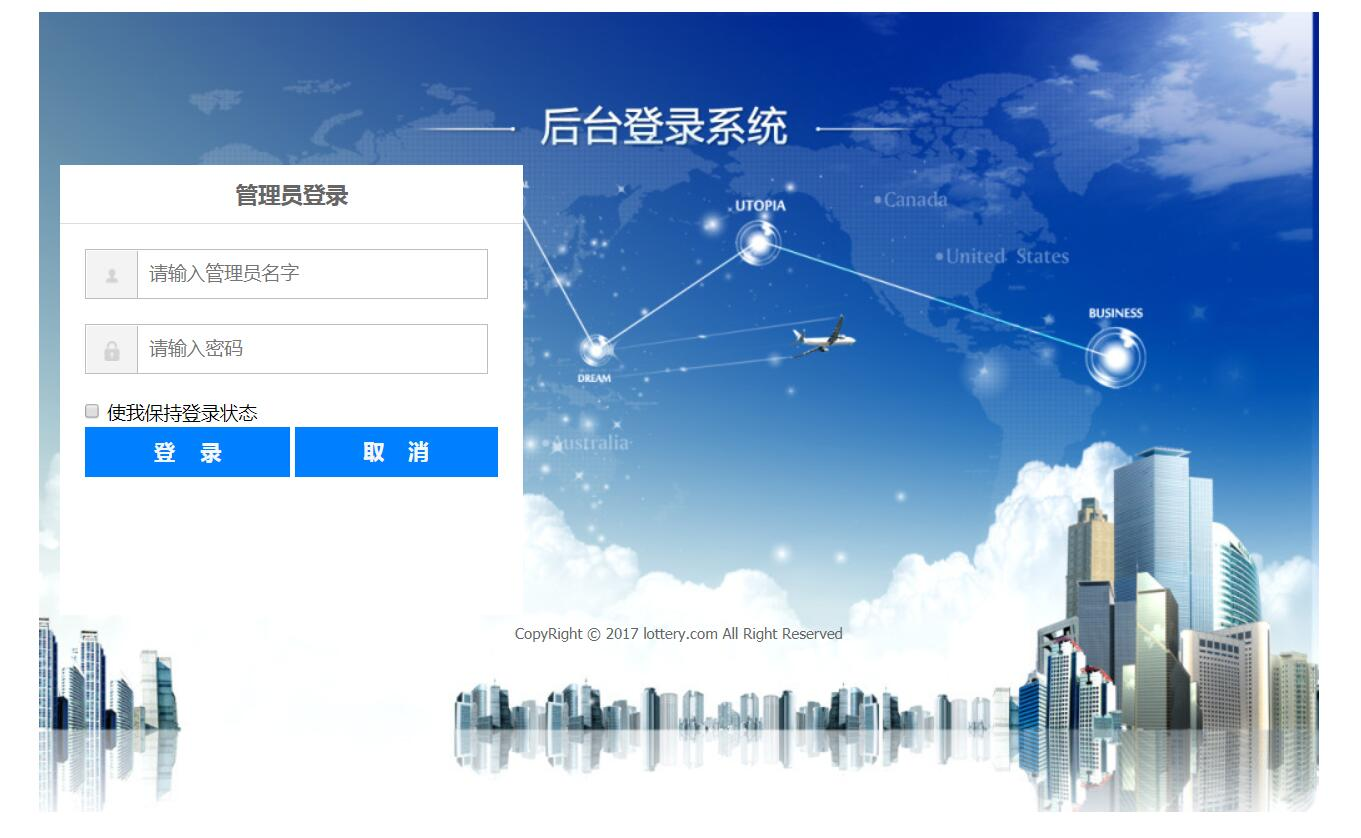 后台登录系统
管理员登录
请输入管理员名字
请输入密码
使我保持登录状态
登 录
取 消
UTOPIA
Canada
United States
BUSINESS
DREAM
Australia
CopyRight © 2017 lottery.com All Right Reserved